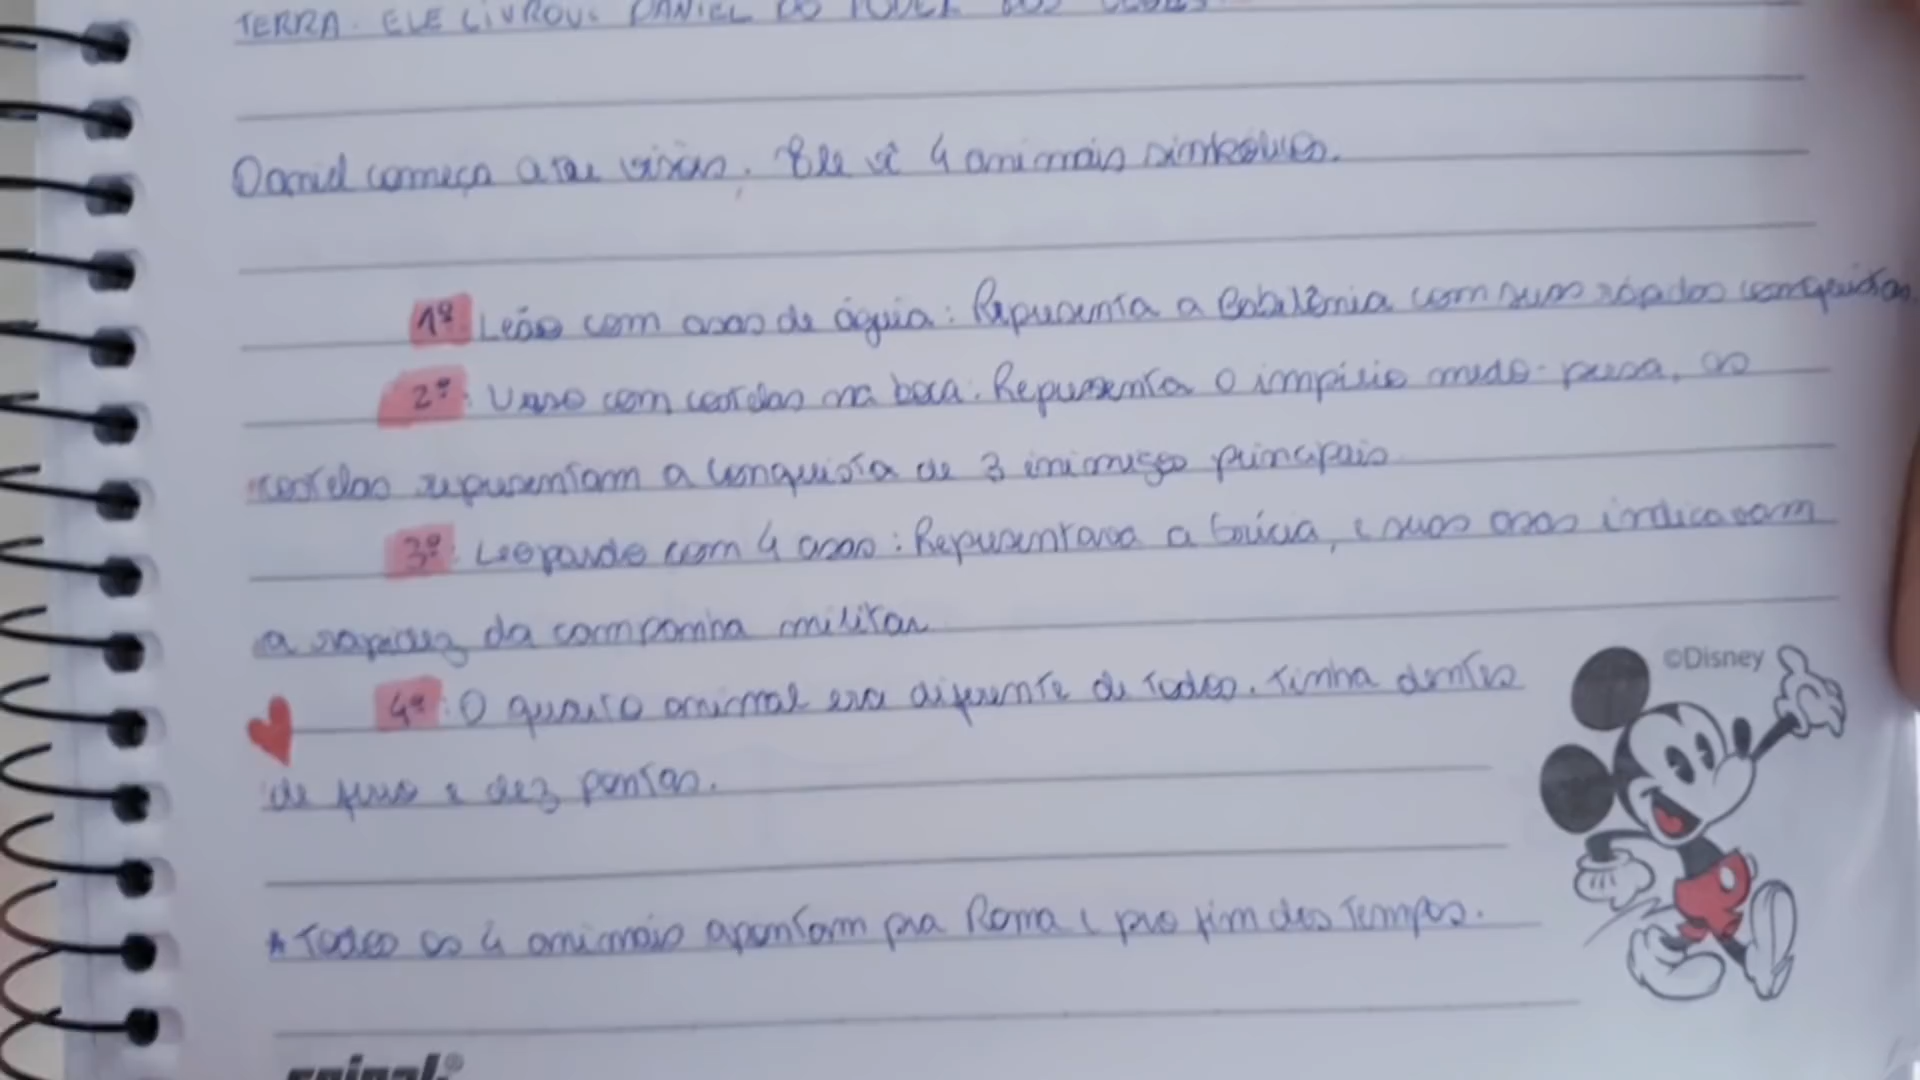 TERRA. ELE LIVROU DANIEL DO PODER DOS LEÕES.
Daniel começa a ter visões. Ele vê 4 animais simbólicos.
1º Leão com asas de águia: Representa a Babilônia com suas rápidas conquistas.
2º: Urso com costelas na boca: Representa o império medo-persa, as
costelas representam a conquista de 3 inimigos principais
3º: Leopardo com 4 asas: Representava a Grécia, e suas asas indicavam
a rapidez da campanha militar
4º: O quarto animal era diferente de todos. Tinha dentes
de ferro e dez pontas.
* Todos os 4 animais apontam pra Roma e pro fim dos tempos.
©Disney
spiral®